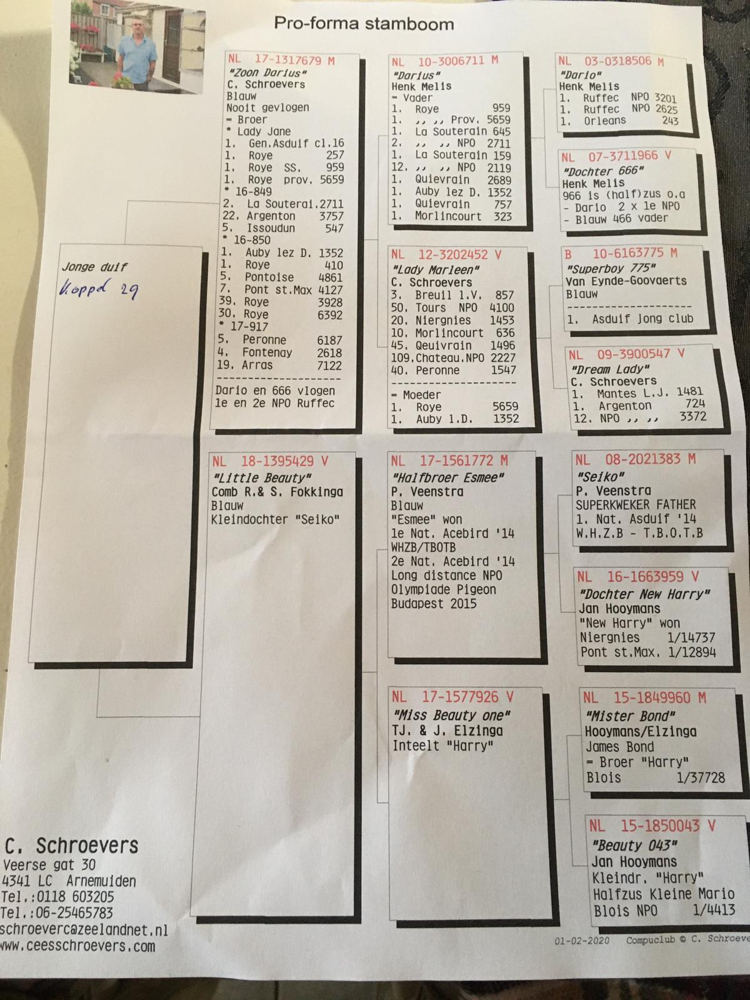 Pro-forma stamboom
Jonge duif
Koppel 29
NL 17-1317679 M
"Zoon Darius"
C. Schroevers
Blauw
Nooit gevlogen
= Broer
* Lady Jane
1. Gen.Asduif cl.16
1. Roye 257
1. Roye SS. 959
1. Roye prov. 5659
* 16-849
2. La Souterai.2711
22. Argenton 3757
5. Issoudun 547
* 16-850
1. Auby lez D. 1352
1. Roye 410
5. Pontoise 4861
7. Pont st.Max 4127
39. Roye 3928
30. Roye 6392
* 17-917
5. Peronne 6187
4. Fontenay 2618
19. Arras 7122
--------------------
Dario en 666 vlogen
1e en 2e NPO Ruffec
NL 18-1395429 V
"Little Beauty"
Comb R.& S. Fokkinga
Blauw
Kleindochter "Seiko"
NL 10-3006711 M
"Darius"
Henk Melis
= Vader
1. Roye 959
1. ,, ,, Prov. 5659
1. La Souterain 645
2. ,, ,, NPO 2711
1. La Souterain 159
12. ,, ,, NPO 2119
1. Quievrain 2689
1. Auby lez D. 1352
1. Quievrain 757
1. Morlincourt 323
NL 12-3202452 V
"Lady Marleen"
C. Schroevers
3. Breuil l.V. 857
50. Tours NPO 4100
20. Niergnies 1453
10. Morlincourt 636
45. Qeuivrain 1496
109.Chateau.NPO 2227
40. Peronne 1547
--------------------
= Moeder
1. Roye 5659
1. Auby l.D. 1352
NL 17-1561772 M
"Halfbroer Esmee"
P. Veenstra
Blauw
"Esmee" won
1e Nat. Acebird '14
WHZB/TBOTB
2e Nat. Acebird '14
Long distance NPO
Olympiade Pigeon
Budapest 2015
NL 17-1577926 V
"Miss Beauty one"
TJ. & J. Elzinga
Inteelt "Harry"
NL 03-0318506 M
"Dario"
Henk Melis
1. Ruffec NPO 3201
1. Ruffec NPO 2625
1. Orleans 243
NL 07-3711966 V
"Dochter 666"
Henk Melis
966 is (half)zus o.a
- Dario 2 x 1e NPO
- Blauw 466 vader
B 10-6163775 M
"Superboy 775"
Van Eynde-Goovaerts
Blauw
--------------------
1. Asduif Jong club
NL 09-3900547 V
"Dream Lady"
C. Schroevers
1. Mantes L.J. 1481
1. Argenton 724
12. NPO ,, ,, 3372
NL 08-2021383 M
"Seiko"
P. Veenstra
SUPERKWEKER FATHER
1. Nat. Asduif '14
W.H.Z.B - T.B.O.T.B
NL 16-1663959 V
"Dochter New Harry"
Jan Hooymans
"New Harry" won
Niergnies 1/14737
Pont st.Max. 1/12894
NL 15-1849960 M
"Mister Bond"
Hooymans/Elzinga
James Bond
= Broer "Harry"
Blois 1/37728
NL 15-1850043 V
"Beauty 043"
Jan Hooymans
Kleindr. "Harry"
Halfzus Kleine Mario
Blois NPO 1/4413
C. Schroevers
Veerse gat 30
4341 LC Arnemuiden
Tel.:0118 603205
Tel.:06-25465783
schroeverc@zeelandnet.nl
www.ceesschroevers.com
01-02-2020 Compuclub © C. Schroeve